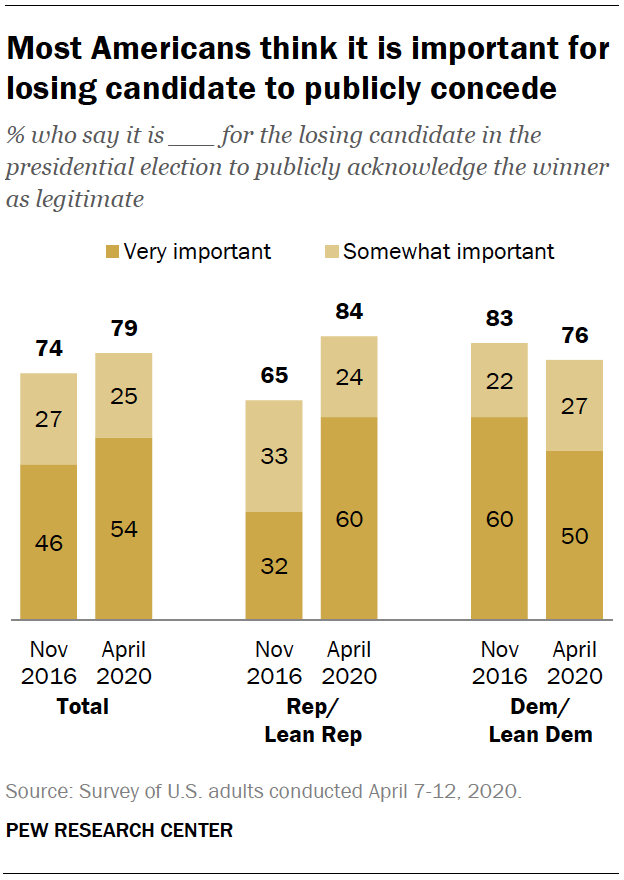 Most Americans think it is important for
losing candidate to publicly concede
% who say it is ___ for the losing candidate in the
presidential election to publicly acknowledge the winner
as legitimate
Very important Somewhat important
74 79 65 84 83 76
27 25 33 24 22 27
46 54 32 60 60 50
Nov April Nov April Nov April
2016 2020 2016 2020 2016 2020
Total Rep/ Dem/
Lean Rep Lean Dem
Source: Survey of U.S. adults conducted April 7-12, 2020.
PEW RESEARCH CENTER